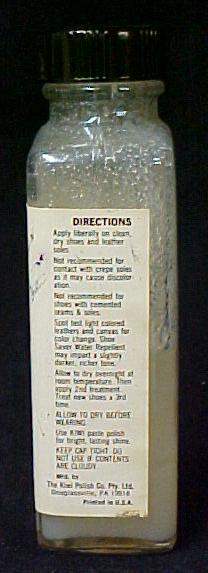 DIRECTIONS
Apply liberally on clean,
dry shoes and leather
soles.
Not recommended for
contact with crepe soles
as it may cause discolor-
ation.
Not recommended for
shoes with cemented
seams & soles.
Spot test light colored
leathers and canvas for
color change. Shoe
Saver Water Repellent
may impart a slightly
darker, richer tone.
Allow to dry overnight at
room temperature. Then
apply 2nd treatment.
Treat new shoes a 3rd
time.
ALLOW TO DRY BEFORE
WEARING.
Use KIWI paste polish
for bright, lasting shine.
KEEP CAP TIGHT. DO
NOT USE IF CONTENTS
ARE CLOUDY.
MFG. by
The Kiwi Polish Co. Pty. Ltd.
Douglassville, PA 19518
Printed in U.S.A.